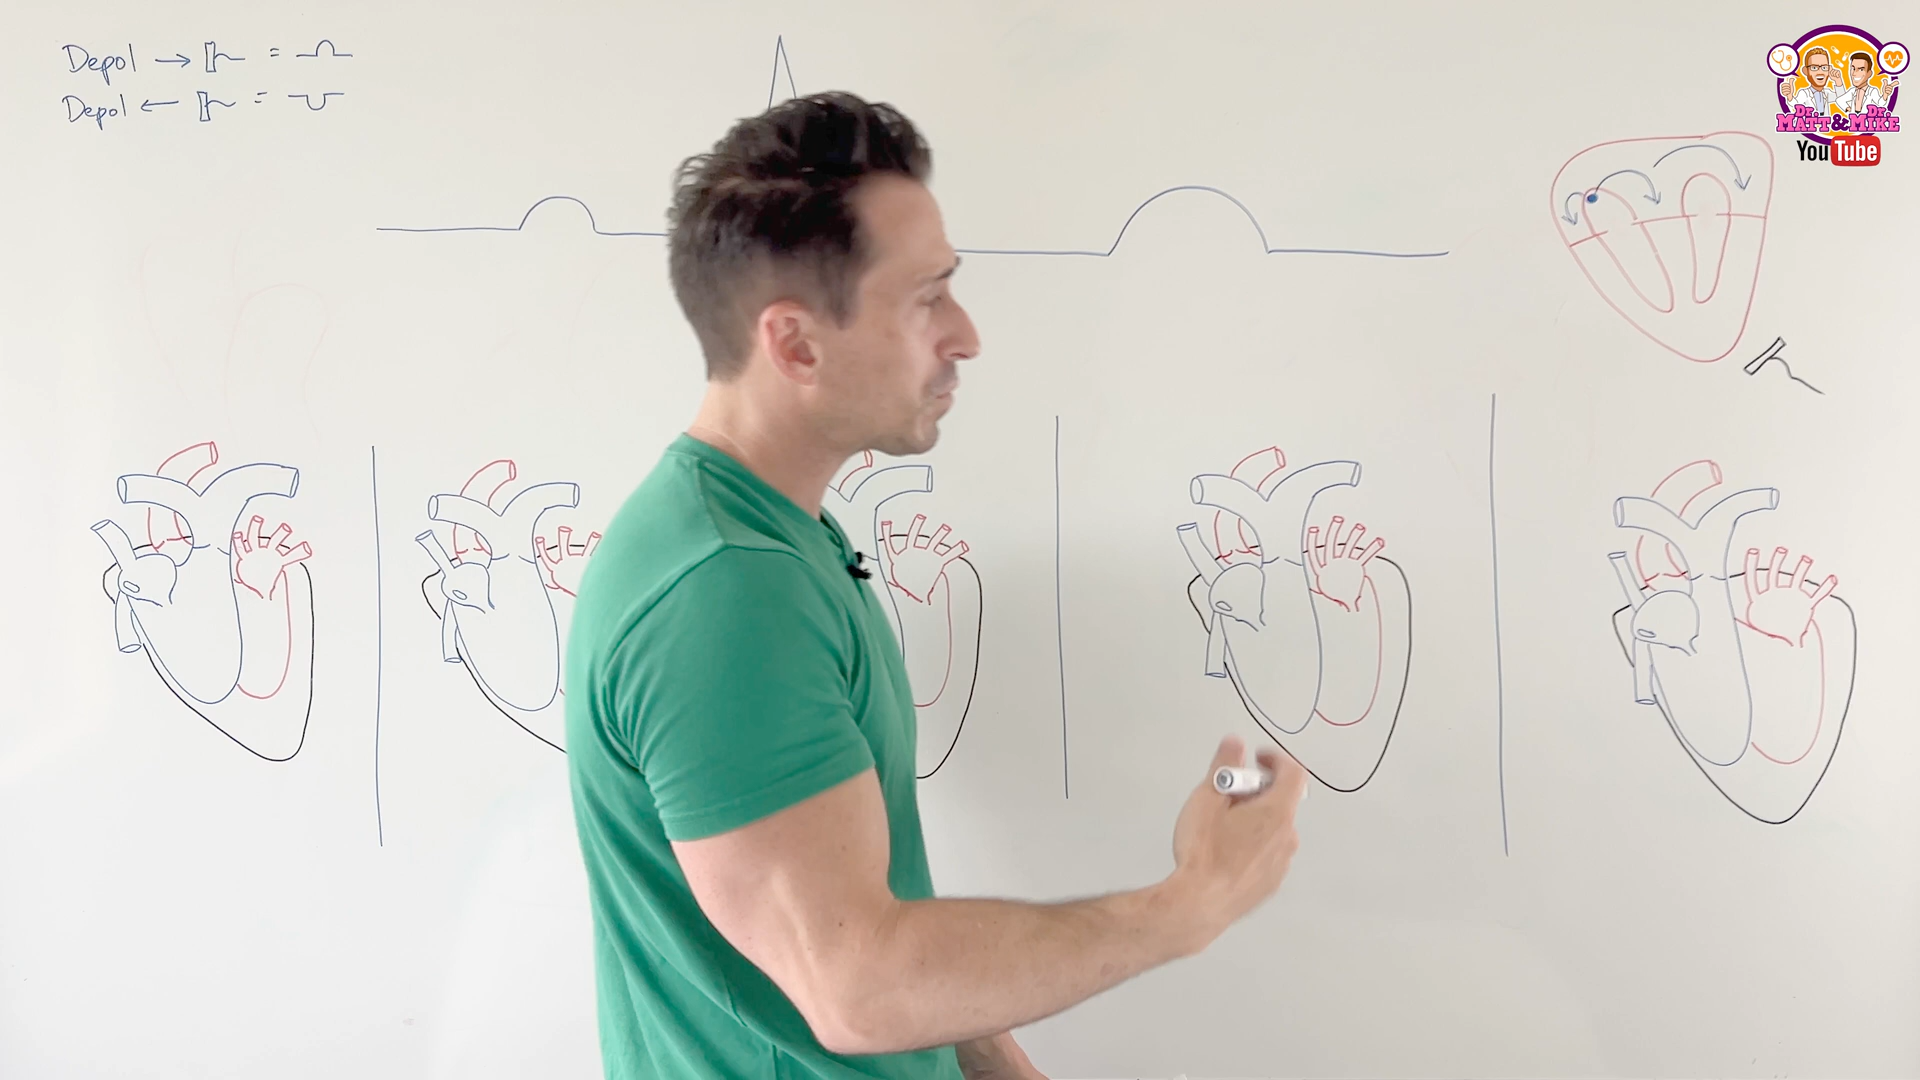 Depol → = 
Depol ← = 
Dr. Dr.
MATT & MIKE
YouTube